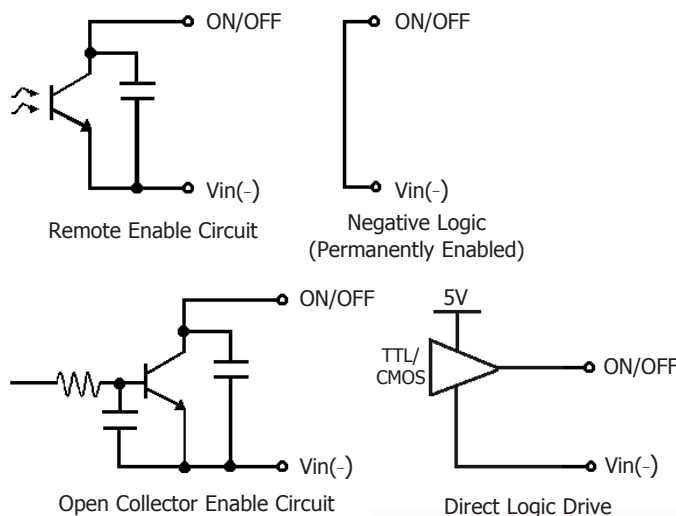 ON/OFF
Vin(–)
Remote Enable Circuit
ON/OFF
Vin(–)
Negative Logic
(Permanently Enabled)
ON/OFF
Vin(–)
Open Collector Enable Circuit
5V
TTL/
CMOS
ON/OFF
Vin(–)
Direct Logic Drive